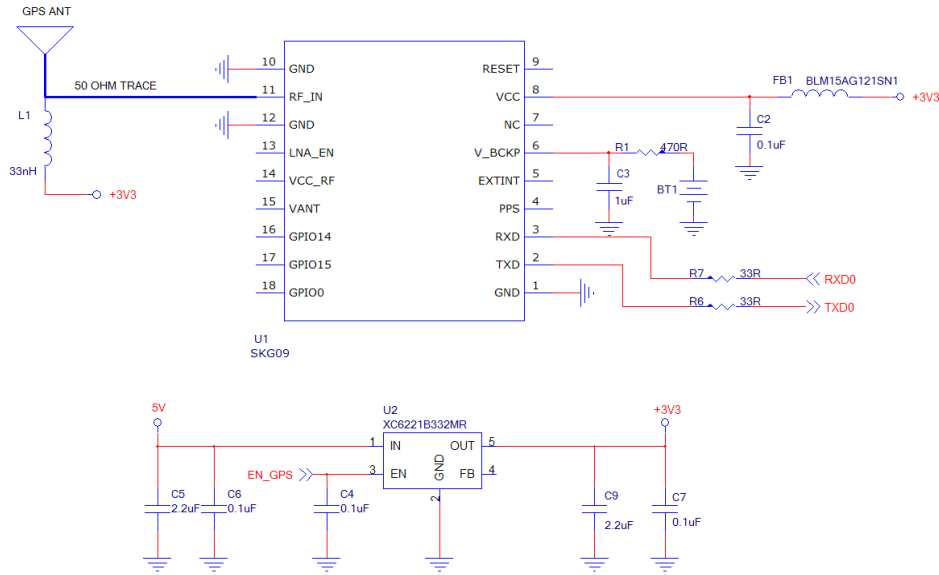 GPS ANT
50 OHM TRACE
L1
33nH
+3V3
10 GND
11 RF_IN
12 GND
13 LNA_EN
14 VCC_RF
15 VANT
16 GPIO14
17 GPIO15
18 GPIO0
RESET 9
VCC 8
NC 7
V_BCKP 6
EXTINT 5
PPS 4
RXD 3
TXD 2
GND 1
U1
SKG09
FB1 BLM15AG121SN1
+3V3
C2
0.1uF
R1 470R
C3
1uF
BT1
R7 33R RXD0
R6 33R TXD0
5V
U2
XC6221B332MR
+3V3
1 IN OUT 5
EN_GPS 3 EN GND FB 4
2
C5
2.2uF
C6
0.1uF
C4
0.1uF
C9
2.2uF
C7
0.1uF